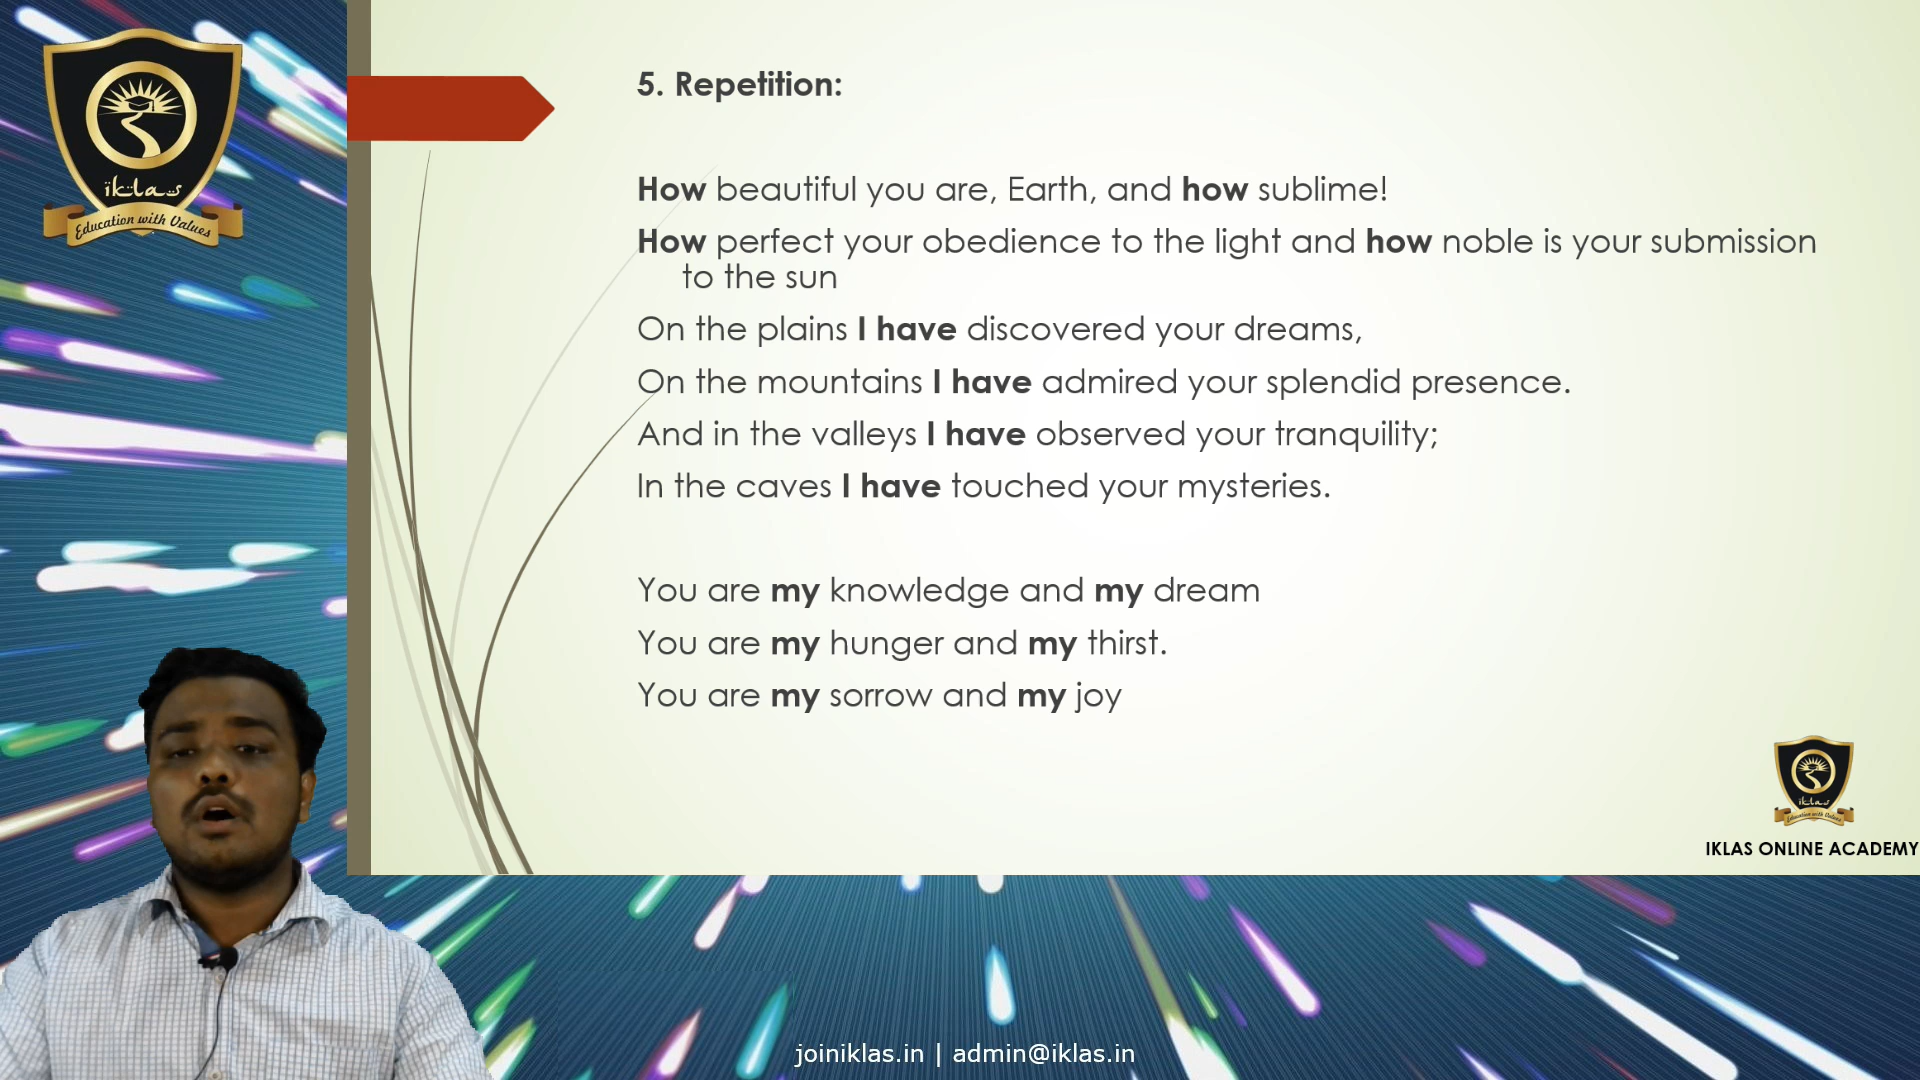 iklas
Education with Values
5. Repetition:
How beautiful you are, Earth, and how sublime!
How perfect your obedience to the light and how noble is your submission
to the sun
On the plains I have discovered your dreams,
On the mountains I have admired your splendid presence.
And in the valleys I have observed your tranquility;
In the caves I have touched your mysteries.
You are my knowledge and my dream
You are my hunger and my thirst.
You are my sorrow and my joy
iklas
Education with Values
IKLAS ONLINE ACADEMY
joiniklas.in | admin@iklas.in